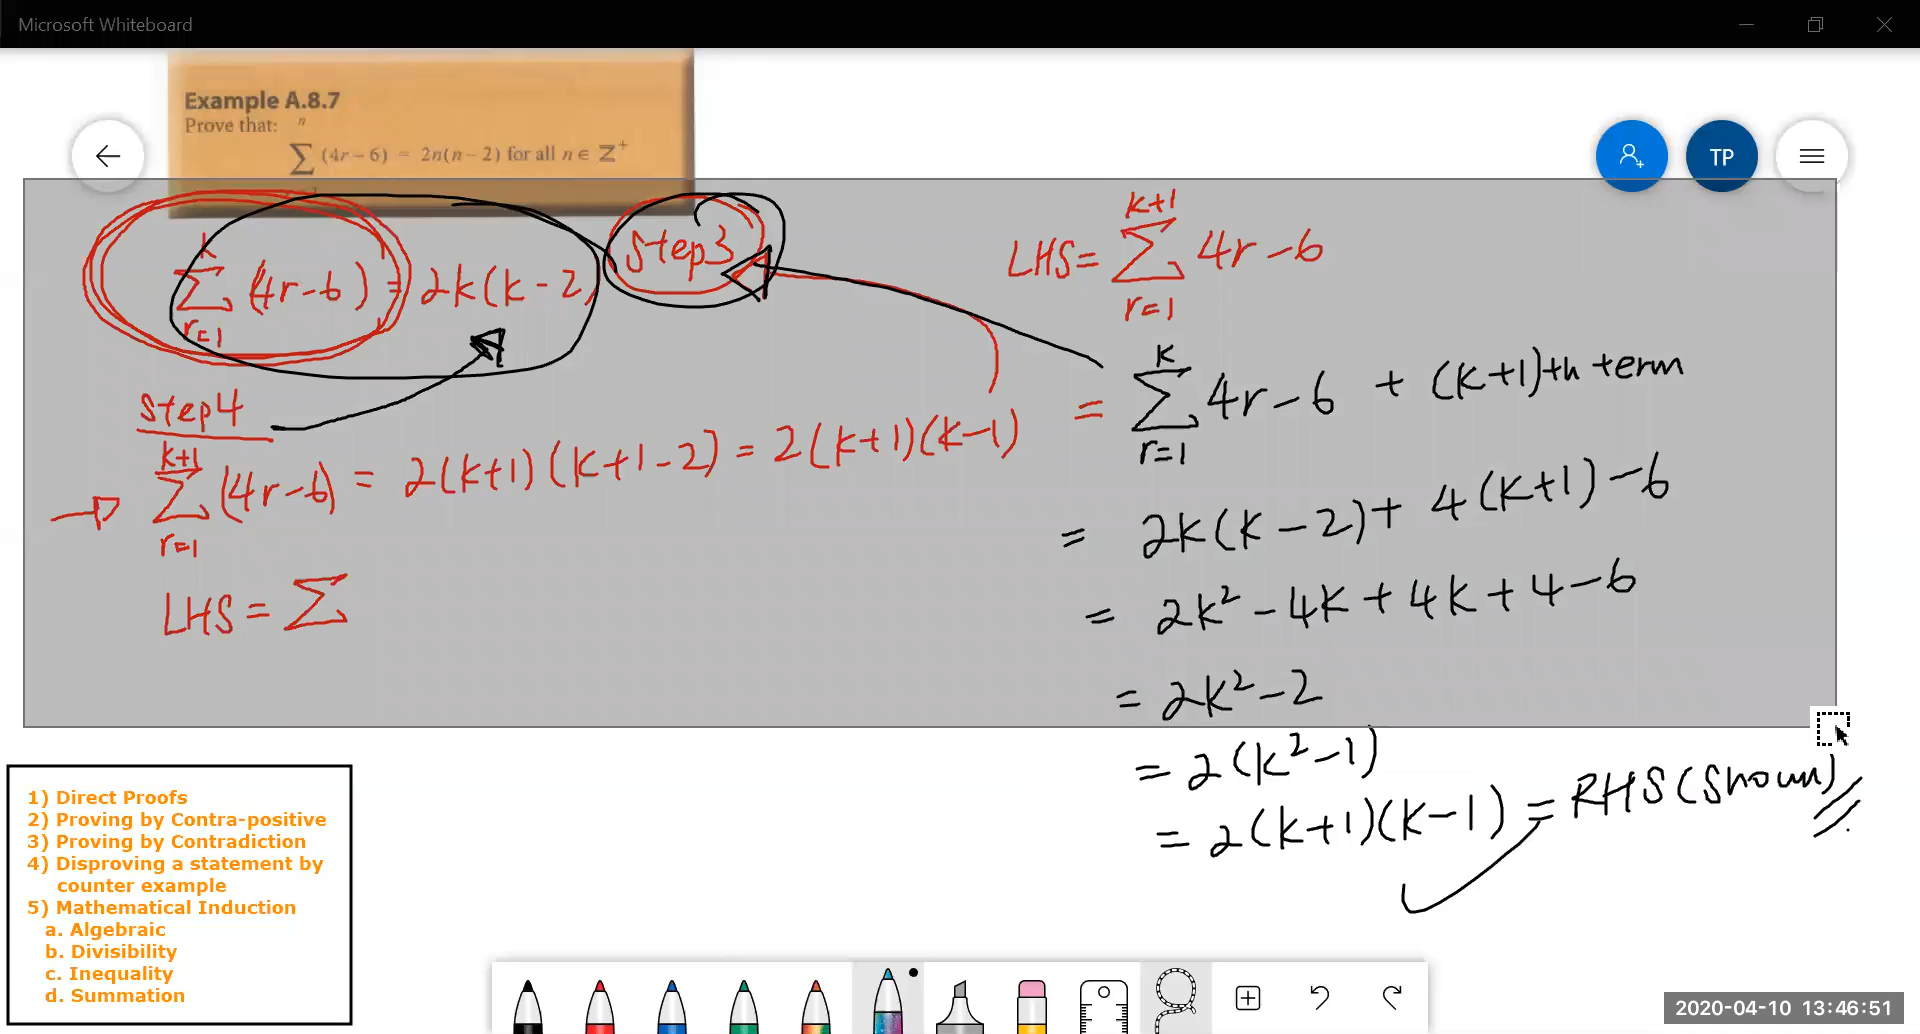 Microsoft Whiteboard
Example A.8.7
Prove that:
n
∑ (4r − 6) = 2n(n − 2) for all n ∈ ℤ⁺
TP
k
∑ (4r−6) = 2k(k−2)
r=1
Step3
Step4
k+1
∑ (4r−6) = 2(k+1)(k+1−2) = 2(k+1)(k−1)
r=1
LHS = ∑
k+1
LHS = ∑ 4r−6
r=1
k
= ∑ 4r−6 + (k+1)th term
r=1
= 2k(k−2) + 4(k+1)−6
= 2k² − 4k + 4k + 4 − 6
= 2k² − 2
= 2(k² − 1)
= 2(k+1)(k−1) = RHS (Shown)
1) Direct Proofs
2) Proving by Contra-positive
3) Proving by Contradiction
4) Disproving a statement by
counter example
5) Mathematical Induction
a. Algebraic
b. Divisibility
c. Inequality
d. Summation
2020-04-10 13:46:51